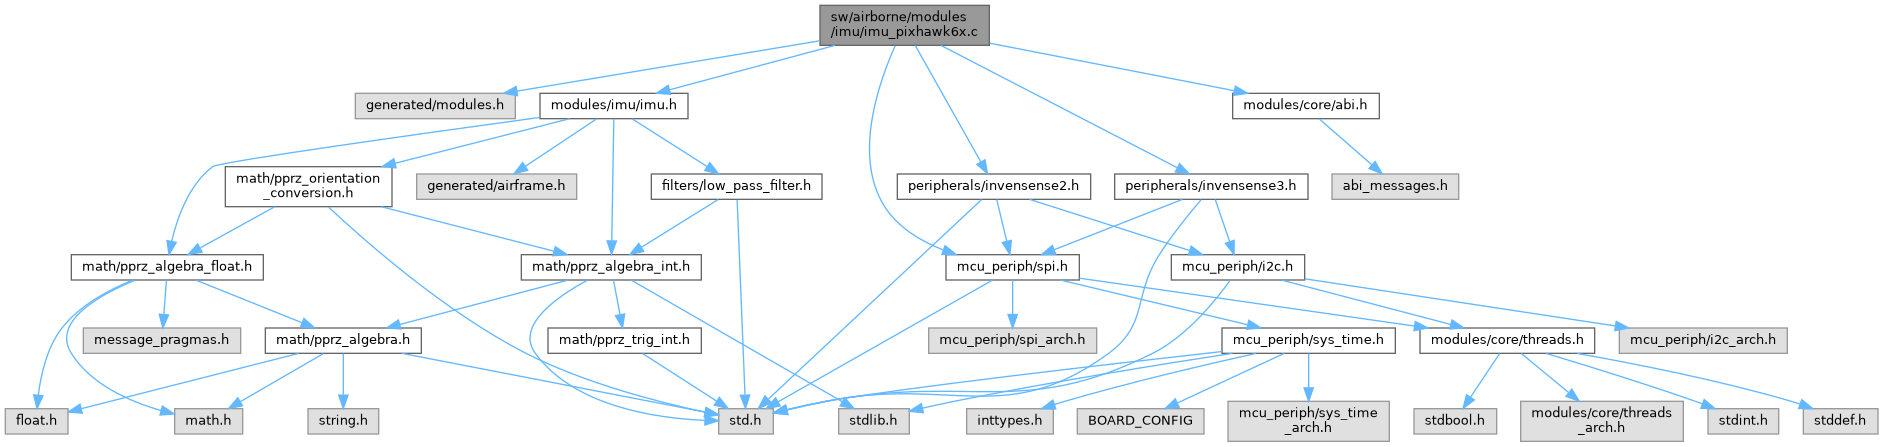 sw/airborne/modules
/imu/imu_pixhawk6x.c
generated/modules.h
modules/imu/imu.h
modules/core/abi.h
math/pprz_orientation
_conversion.h
generated/airframe.h
filters/low_pass_filter.h
peripherals/invensense2.h
peripherals/invensense3.h
abi_messages.h
math/pprz_algebra_float.h
math/pprz_algebra_int.h
mcu_periph/spi.h
mcu_periph/i2c.h
message_pragmas.h
math/pprz_algebra.h
math/pprz_trig_int.h
mcu_periph/spi_arch.h
mcu_periph/sys_time.h
modules/core/threads.h
mcu_periph/i2c_arch.h
float.h
math.h
string.h
std.h
stdlib.h
inttypes.h
BOARD_CONFIG
mcu_periph/sys_time
_arch.h
stdbool.h
modules/core/threads
_arch.h
stdint.h
stddef.h